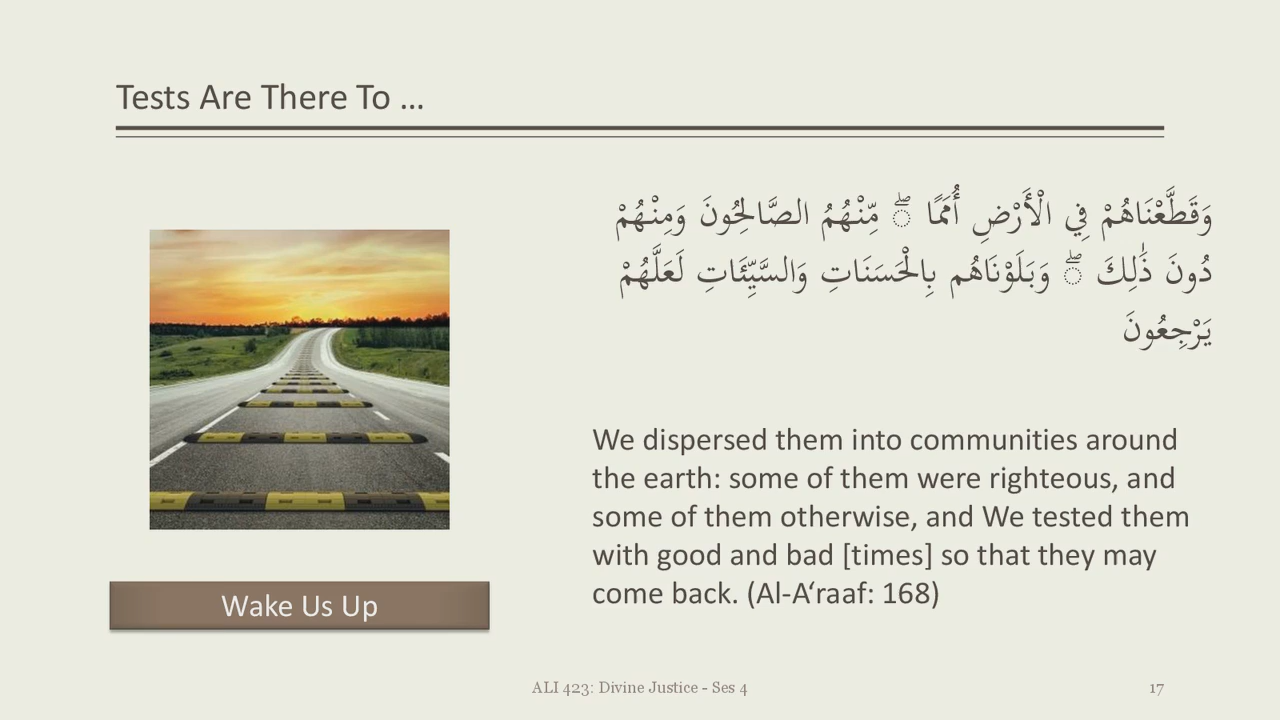 Tests Are There To …
وَقَطَّعْنَاهُمْ فِي الْأَرْضِ أُمَمًا ۖ مِّنْهُمُ الصَّالِحُونَ وَمِنْهُمْ
دُونَ ذَٰلِكَ ۖ وَبَلَوْنَاهُم بِالْحَسَنَاتِ وَالسَّيِّئَاتِ لَعَلَّهُمْ
يَرْجِعُونَ
We dispersed them into communities around
the earth: some of them were righteous, and
some of them otherwise, and We tested them
with good and bad [times] so that they may
come back. (Al-A‘raaf: 168)
Wake Us Up
ALI 423: Divine Justice - Ses 4
17